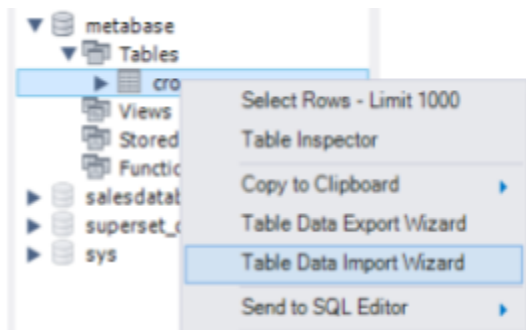 metabase
Tables
cro
Views
Stored
Functic
salesdatab
superset_c
sys
Select Rows - Limit 1000
Table Inspector
Copy to Clipboard
Table Data Export Wizard
Table Data Import Wizard
Send to SQL Editor